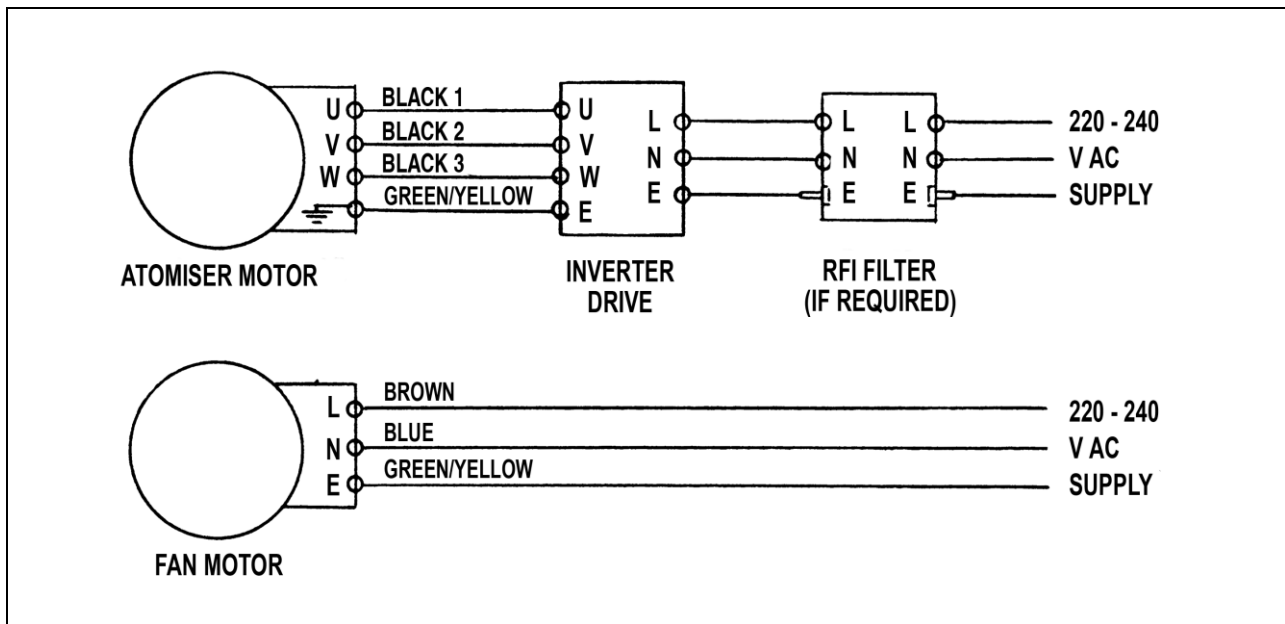 U
V
W
BLACK 1
BLACK 2
BLACK 3
GREEN/YELLOW
U
V
W
E
L
N
E
L
N
E
L
N
E
220 - 240
V AC
SUPPLY
ATOMISER MOTOR
INVERTER
DRIVE
RFI FILTER
(IF REQUIRED)
L
N
E
BROWN
BLUE
GREEN/YELLOW
220 - 240
V AC
SUPPLY
FAN MOTOR